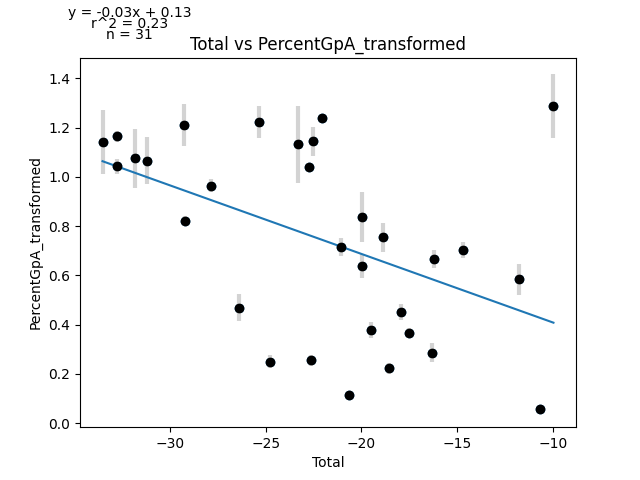 y = -0.03x + 0.13
r^2 = 0.23
n = 31
Total vs PercentGpA_transformed
PercentGpA_transformed
1.4
1.2
1.0
0.8
0.6
0.4
0.2
0.0
−30 −25 −20 −15 −10
Total